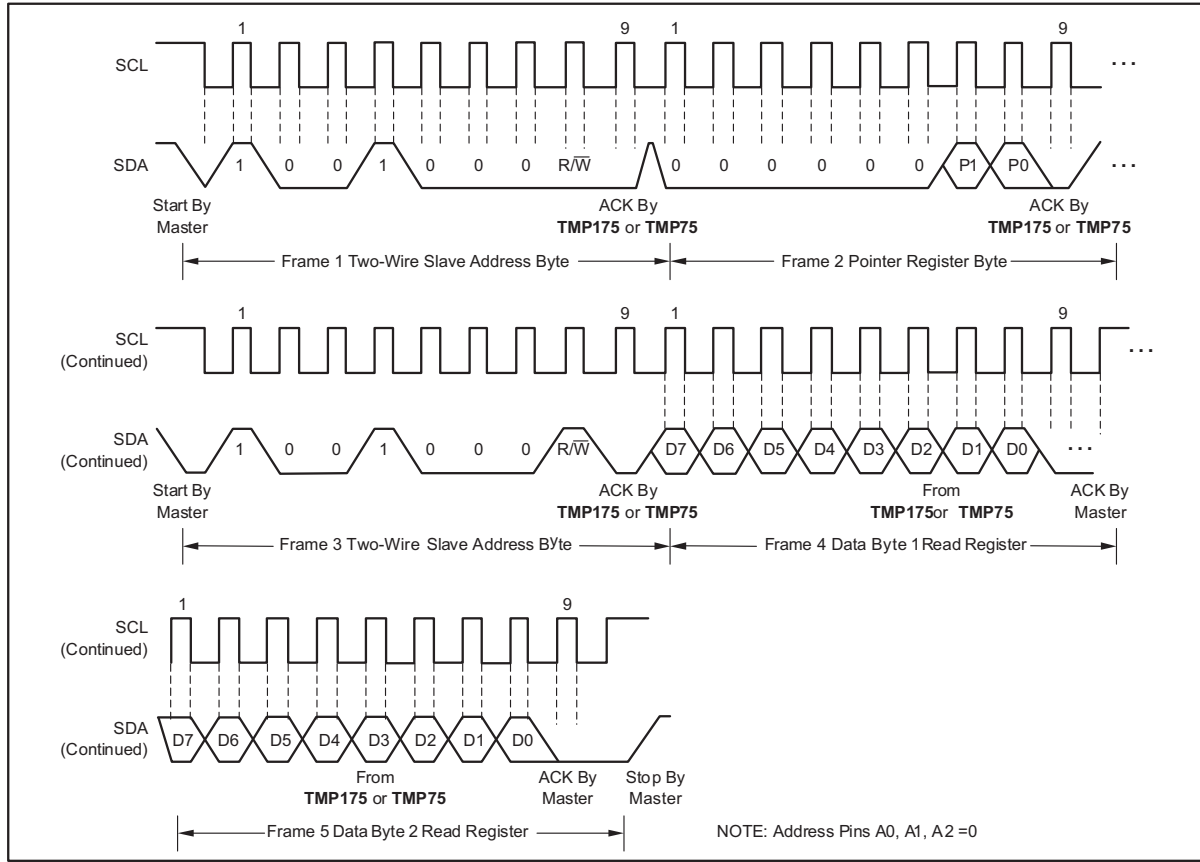 1 9 1 9
SCL ...
SDA 1 0 0 1 0 0 0 R/W̅ 0 0 0 0 0 0 P1 P0 ...
Start By Master
ACK By TMP175 or TMP75
ACK By TMP175 or TMP75
Frame 1 Two-Wire Slave Address Byte
Frame 2 Pointer Register Byte
1 9 1 9
SCL (Continued) ...
SDA (Continued) 1 0 0 1 0 0 0 R/W̅ D7 D6 D5 D4 D3 D2 D1 D0 ...
Start By Master
ACK By TMP175 or TMP75
From TMP175or TMP75
ACK By Master
Frame 3 Two-Wire Slave Address Byte
Frame 4 Data Byte 1 Read Register
1 9
SCL (Continued)
SDA (Continued) D7 D6 D5 D4 D3 D2 D1 D0
From TMP175 or TMP75
ACK By Master
Stop By Master
Frame 5 Data Byte 2 Read Register
NOTE: Address Pins A0, A1, A2 =0